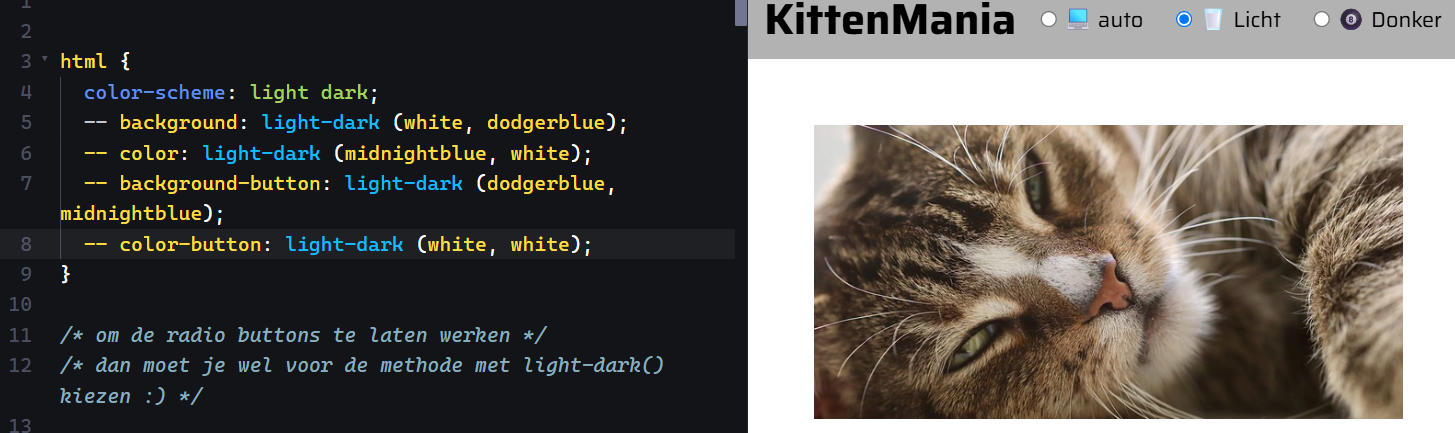 1
2
3 html {
4 color-scheme: light dark;
5 -- background: light-dark (white, dodgerblue);
6 -- color: light-dark (midnightblue, white);
7 -- background-button: light-dark (dodgerblue,
midnightblue);
8 -- color-button: light-dark (white, white);
9 }
10
11 /* om de radio buttons te laten werken */
12 /* dan moet je wel voor de methode met light-dark()
kiezen :) */
13
KittenMania auto Licht 8 Donker